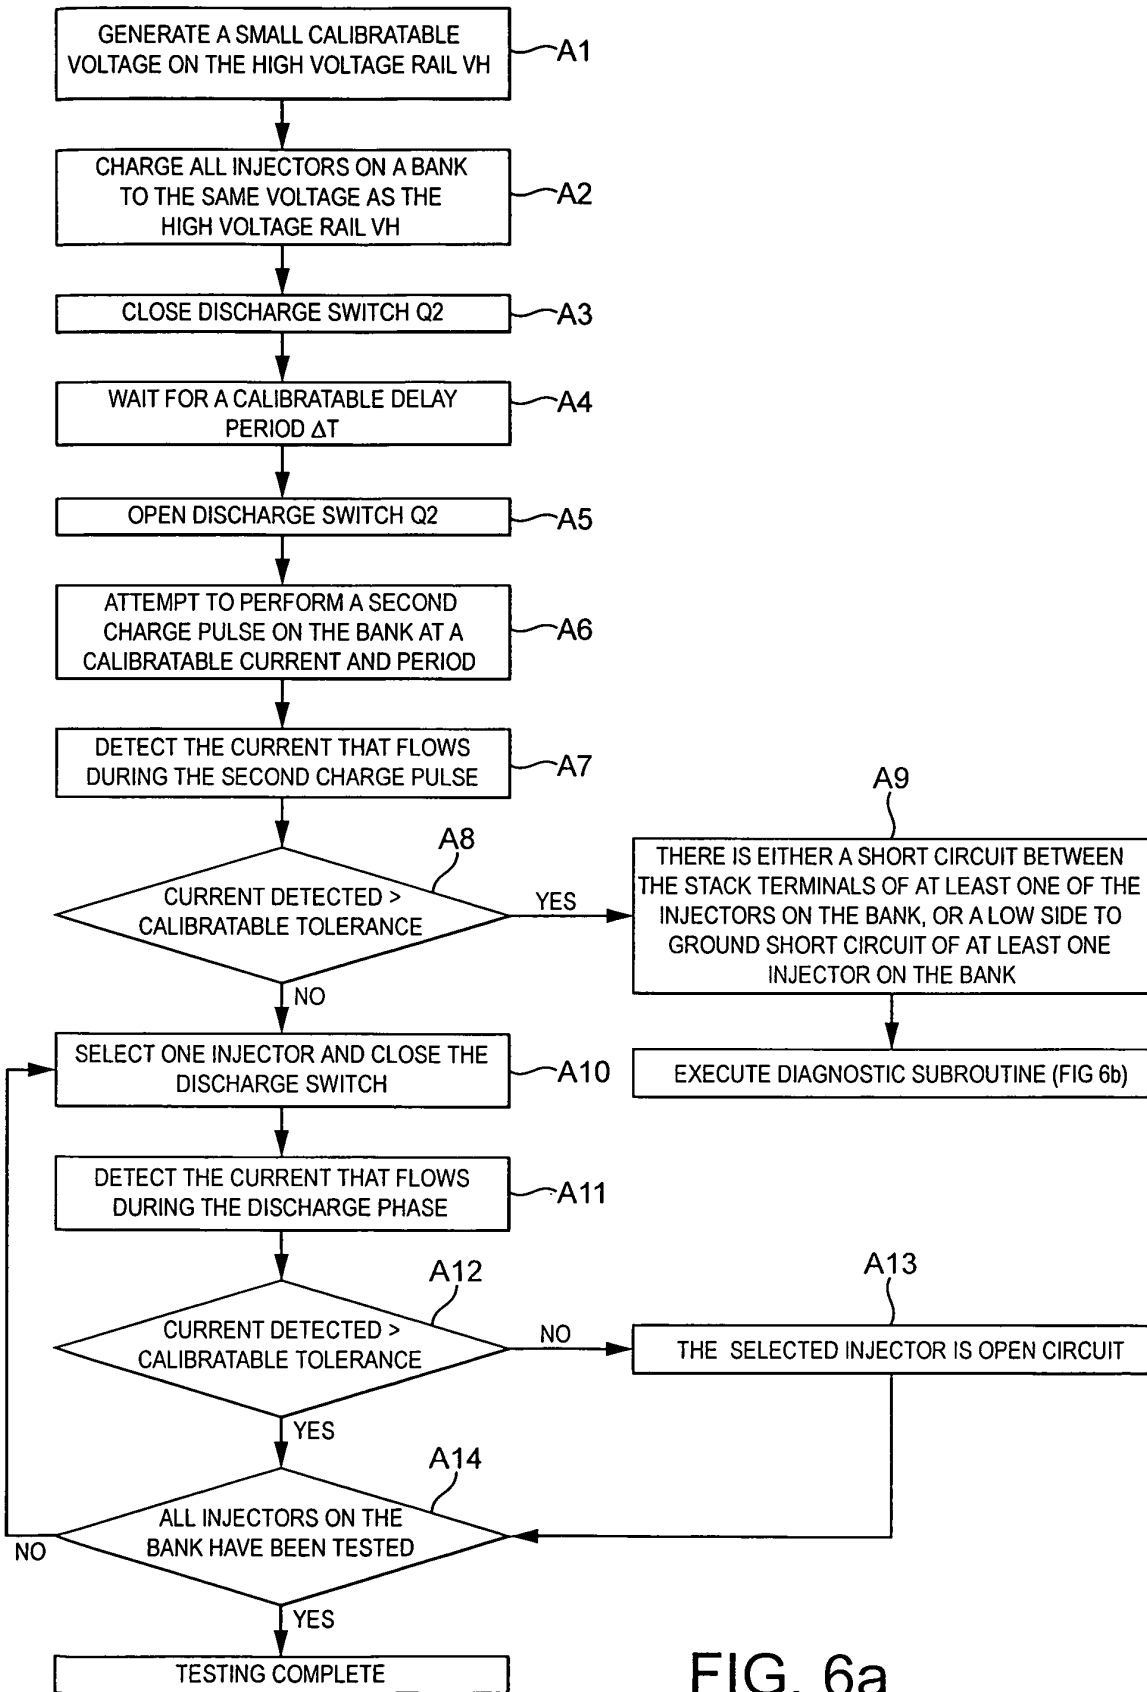 GENERATE A SMALL CALIBRATABLE
VOLTAGE ON THE HIGH VOLTAGE RAIL VH
A1
CHARGE ALL INJECTORS ON A BANK
TO THE SAME VOLTAGE AS THE
HIGH VOLTAGE RAIL VH
A2
CLOSE DISCHARGE SWITCH Q2
A3
WAIT FOR A CALIBRATABLE DELAY
PERIOD ΔT
A4
OPEN DISCHARGE SWITCH Q2
A5
ATTEMPT TO PERFORM A SECOND
CHARGE PULSE ON THE BANK AT A
CALIBRATABLE CURRENT AND PERIOD
A6
DETECT THE CURRENT THAT FLOWS
DURING THE SECOND CHARGE PULSE
A7
A8
CURRENT DETECTED >
CALIBRATABLE TOLERANCE
YES
NO
A9
THERE IS EITHER A SHORT CIRCUIT BETWEEN
THE STACK TERMINALS OF AT LEAST ONE OF THE
INJECTORS ON THE BANK, OR A LOW SIDE TO
GROUND SHORT CIRCUIT OF AT LEAST ONE
INJECTOR ON THE BANK
EXECUTE DIAGNOSTIC SUBROUTINE (FIG 6b)
SELECT ONE INJECTOR AND CLOSE THE
DISCHARGE SWITCH
A10
DETECT THE CURRENT THAT FLOWS
DURING THE DISCHARGE PHASE
A11
A12
CURRENT DETECTED >
CALIBRATABLE TOLERANCE
NO
YES
A13
THE SELECTED INJECTOR IS OPEN CIRCUIT
A14
ALL INJECTORS ON THE
BANK HAVE BEEN TESTED
NO
YES
TESTING COMPLETE
FIG. 6a